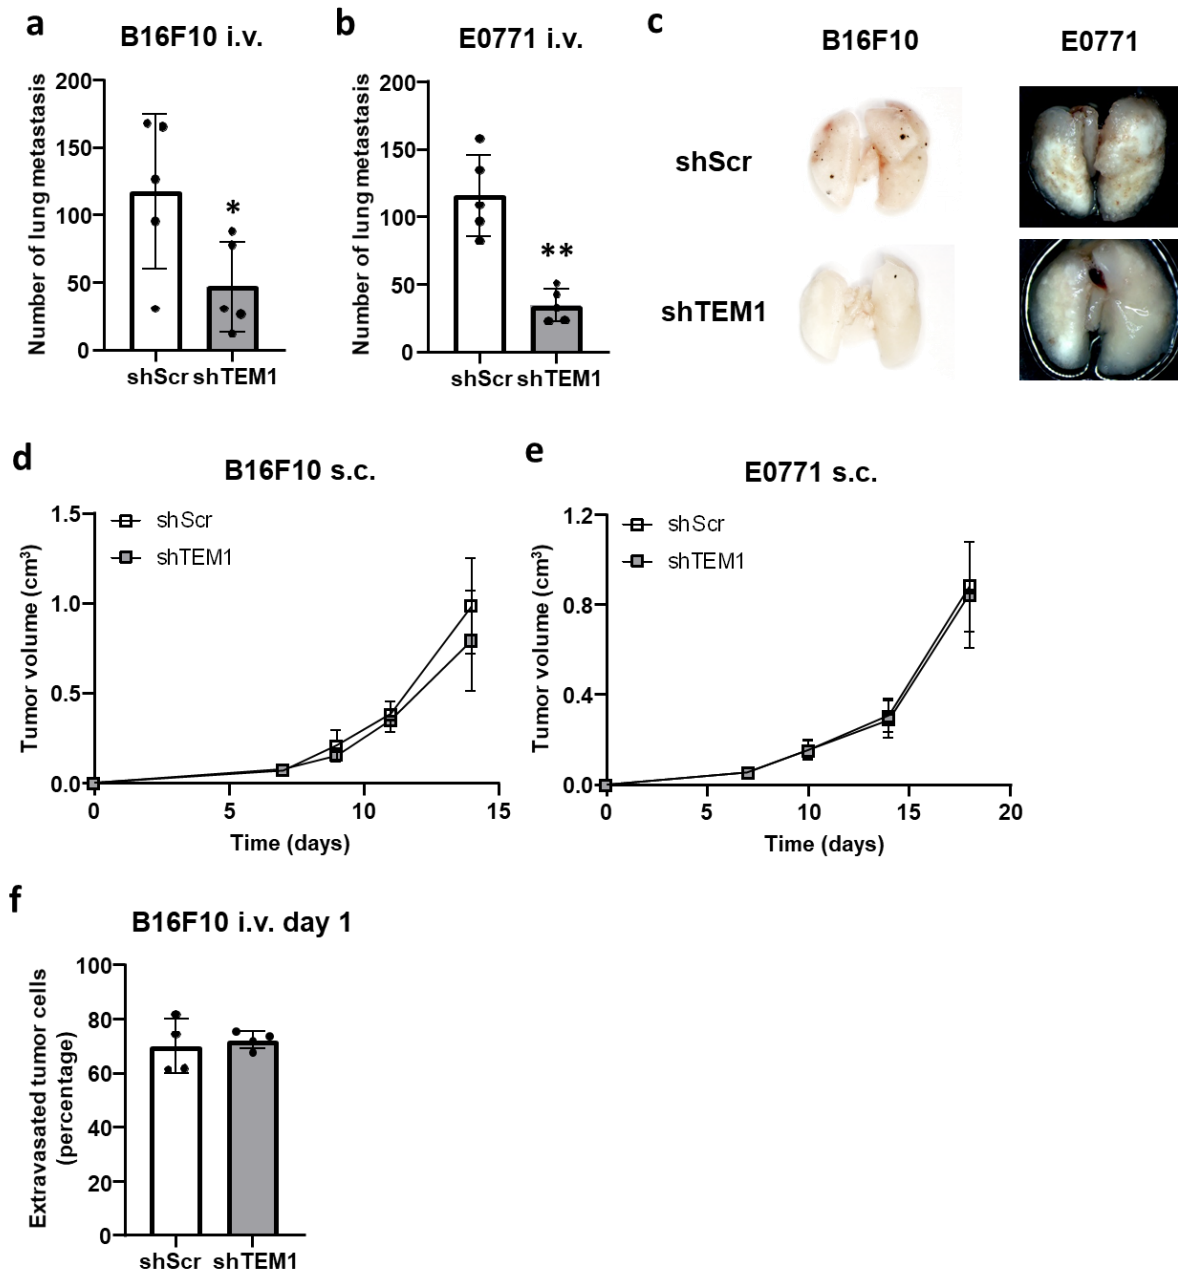 a
B16F10 i.v.
Number of lung metastasis
200
150
100
50
0
*
shScr shTEM1
b
E0771 i.v.
Number of lung metastasis
200
150
100
50
0
**
shScr shTEM1
c
B16F10
E0771
shScr
shTEM1
d
B16F10 s.c.
shScr
shTEM1
Tumor volume (cm³)
1.5
1.0
0.5
0.0
0 5 10 15
Time (days)
e
E0771 s.c.
shScr
shTEM1
Tumor volume (cm³)
1.2
0.8
0.4
0.0
0 5 10 15 20
Time (days)
f
B16F10 i.v. day 1
Extravasated tumor cells
(percentage)
100
80
60
40
20
0
shScr shTEM1